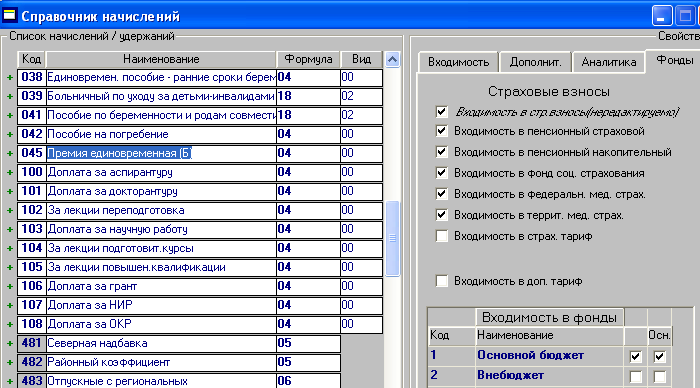 Справочник начислений
Список начислений / удержаний
Код Наименование Формула Вид
038 Единовремен. пособие - ранние сроки берем 04 00
039 Больничный по уходу за детьми-инвалидами 18 02
041 Пособие по беременности и родам совмести 18 02
042 Пособие на погребение 04 00
045 Премия единовременная (Б) 04 00
100 Доплата за аспирантуру 04 00
101 Доплата за докторантуру 04 00
102 За лекции переподготовка 04 00
103 Доплата за научную работу 04 00
104 За лекции подготовит.курсы 04 00
105 За лекции повышен.квалификации 04 00
106 Доплата за грант 04 00
107 Доплата за НИР 04 00
108 Доплата за ОКР 04 00
481 Северная надбавка 05
482 Районный коэффициент 05
483 Отпускные с региональных 06
Свойств
Входимость Дополнит. Аналитика Фонды
Страховые взносы
Входимость в стр.взносы(нередактируемо)
Входимость в пенсионный страховой
Входимость в пенсионный накопительный
Входимость в фонд соц. страхования
Входимость в федеральн. мед. страх.
Входимость в террит. мед. страх.
Входимость в страх. тариф
Входимость в доп. тариф
Входимость в фонды
Код Наименование Осн.
1 Основной бюджет
2 Внебюджет